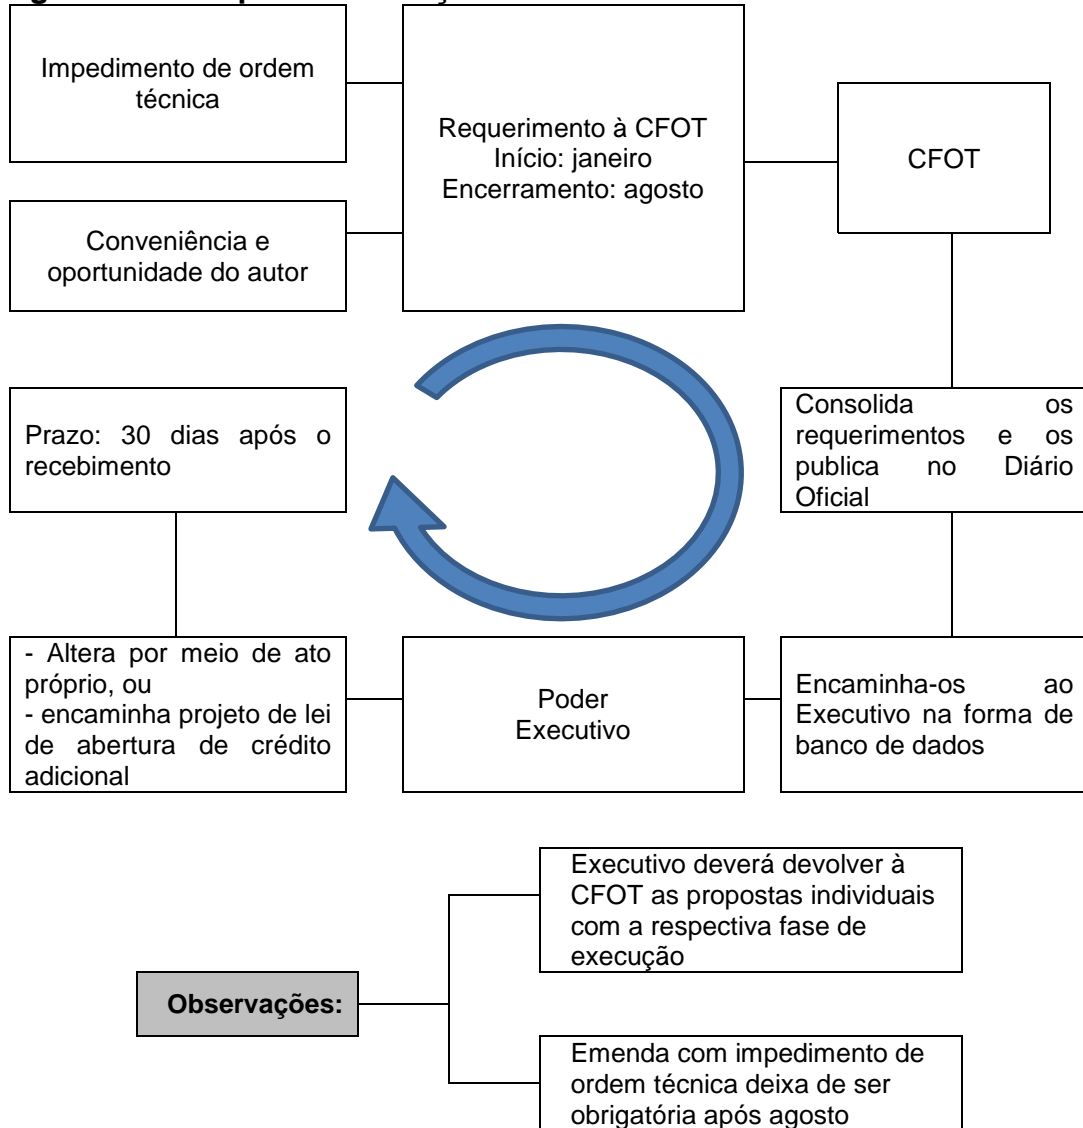 Impedimento de ordem
técnica
Conveniência e
oportunidade do autor
Requerimento à CFOT
Início: janeiro
Encerramento: agosto
CFOT
Consolida os
requerimentos e os
publica no Diário
Oficial
Encaminha-os ao
Executivo na forma de
banco de dados
Poder
Executivo
- Altera por meio de ato
próprio, ou
- encaminha projeto de lei
de abertura de crédito
adicional
Prazo: 30 dias após o
recebimento
Observações:
Executivo deverá devolver à
CFOT as propostas individuais
com a respectiva fase de
execução
Emenda com impedimento de
ordem técnica deixa de ser
obrigatória após agosto